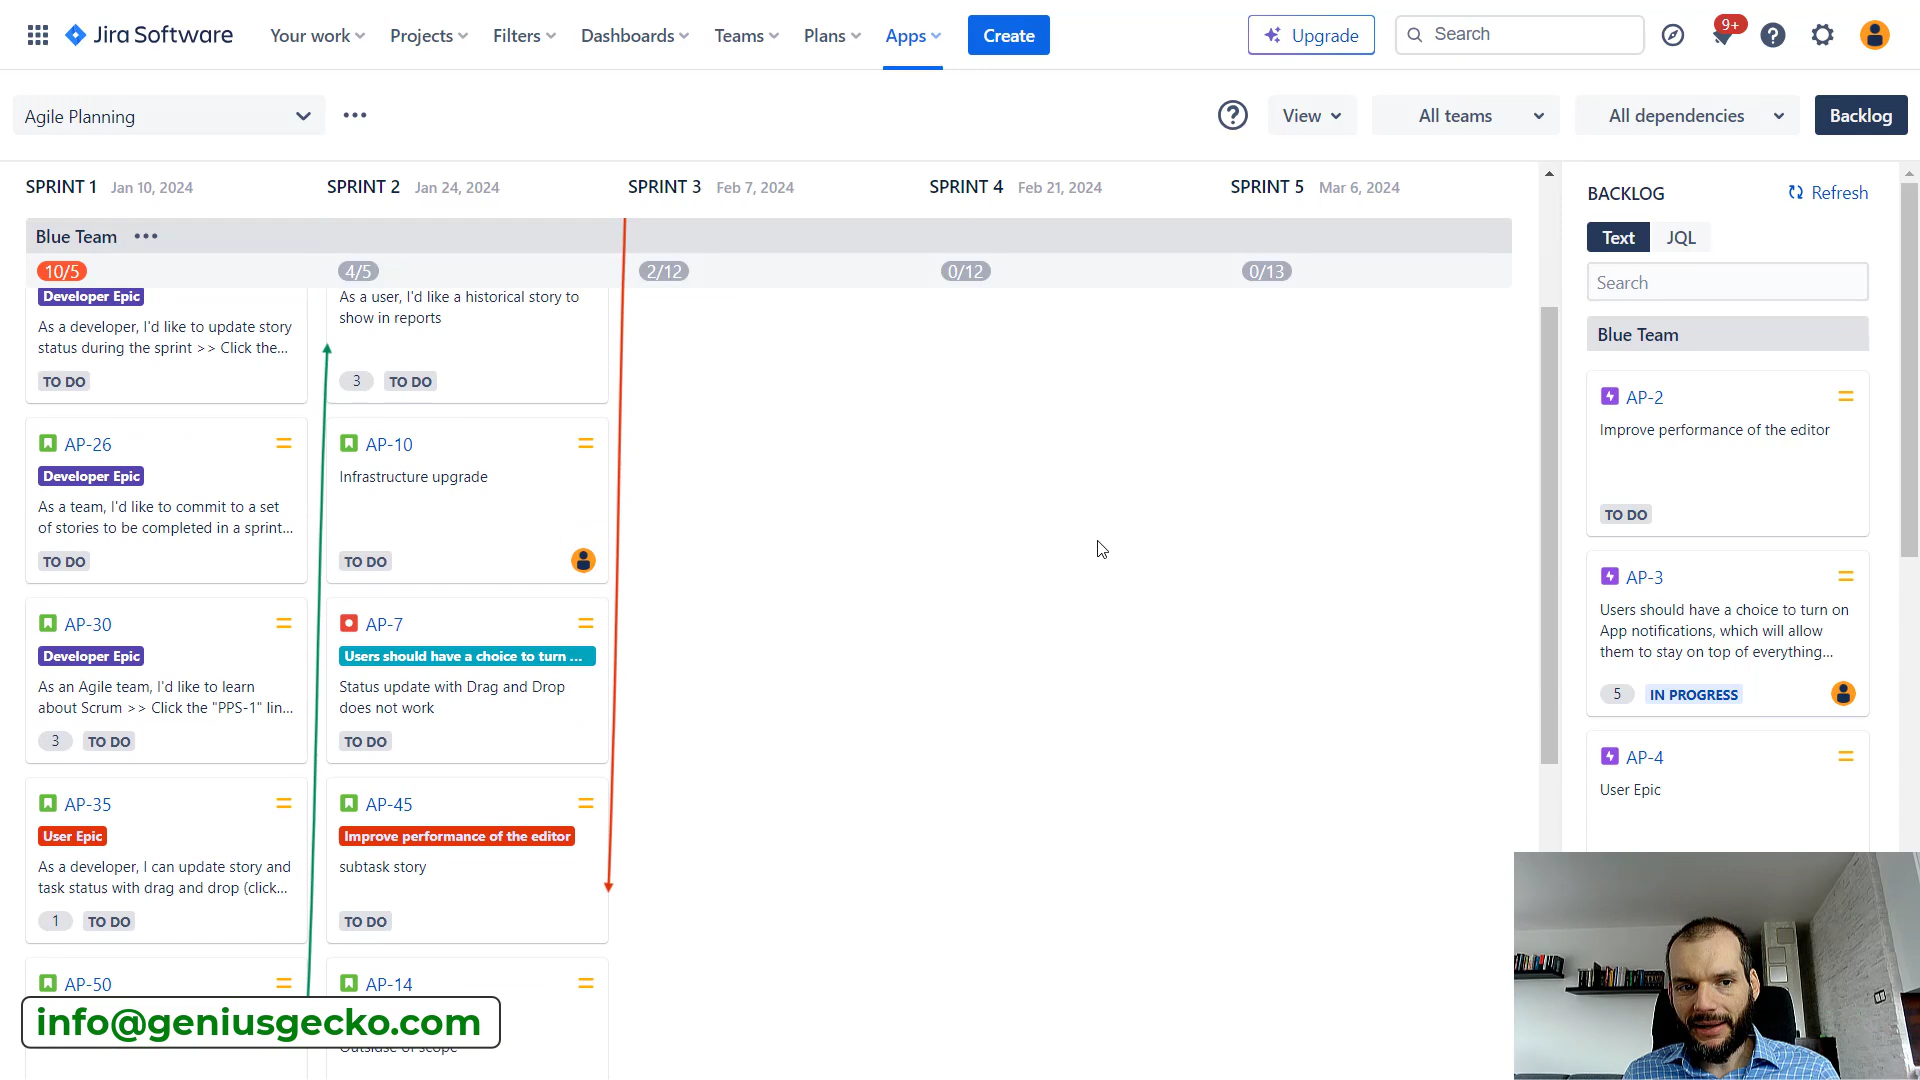 Jira Software
Your work
Projects
Filters
Dashboards
Teams
Plans
Apps
Create
Upgrade
Search
9+
Agile Planning
View
All teams
All dependencies
Backlog
SPRINT 1 Jan 10, 2024
SPRINT 2 Jan 24, 2024
SPRINT 3 Feb 7, 2024
SPRINT 4 Feb 21, 2024
SPRINT 5 Mar 6, 2024
Blue Team
10/5
4/5
2/12
0/12
0/13
Developer Epic
As a developer, I'd like to update story
status during the sprint >> Click the...
TO DO
AP-26
Developer Epic
As a team, I'd like to commit to a set
of stories to be completed in a sprint...
TO DO
AP-30
Developer Epic
As an Agile team, I'd like to learn
about Scrum >> Click the "PPS-1" lin...
3 TO DO
AP-35
User Epic
As a developer, I can update story and
task status with drag and drop (click...
1 TO DO
AP-50
As a user, I'd like a historical story to
show in reports
3 TO DO
AP-10
Infrastructure upgrade
TO DO
AP-7
Users should have a choice to turn ...
Status update with Drag and Drop
does not work
TO DO
AP-45
Improve performance of the editor
subtask story
TO DO
AP-14
BACKLOG
Refresh
Text
JQL
Search
Blue Team
AP-2
Improve performance of the editor
TO DO
AP-3
Users should have a choice to turn on
App notifications, which will allow
them to stay on top of everything...
5 IN PROGRESS
AP-4
User Epic
info@geniusgecko.com